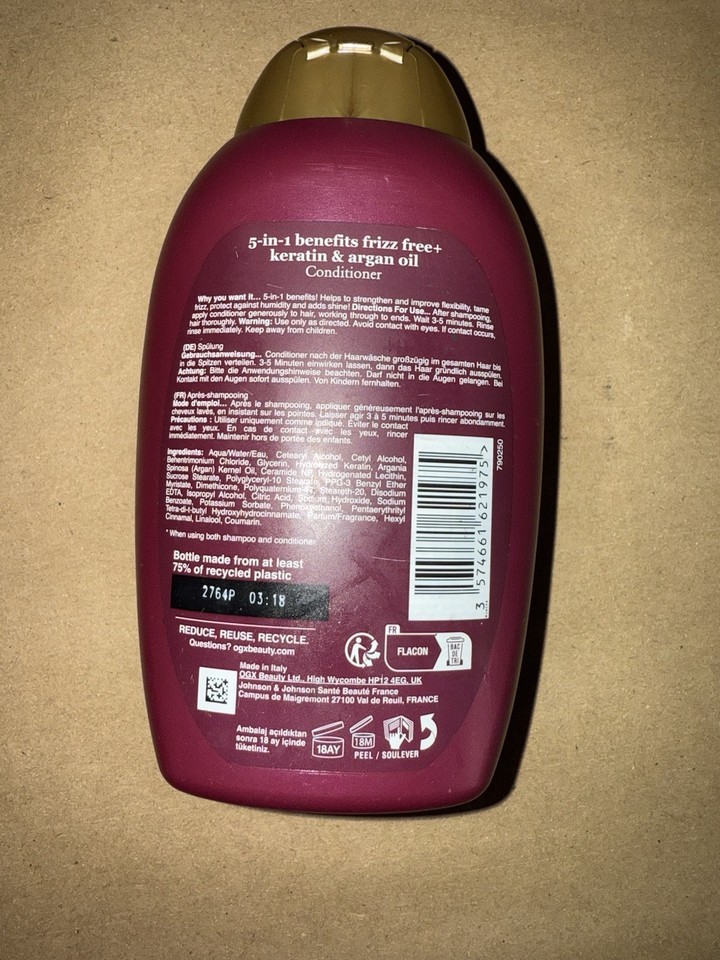 5-in-1 benefits frizz free+
keratin & argan oil
Conditioner
Why you want it... 5-in-1 benefits! Helps to strengthen and improve flexibility, tame
frizz, protect against humidity and adds shine! Directions For Use... After shampooing,
apply conditioner generously to hair, working through to ends. Wait 3-5 minutes. Rinse
hair thoroughly. Warning: Use only as directed. Avoid contact with eyes. If contact occurs,
rinse immediately. Keep away from children.
(DE) Spülung
Gebrauchsanweisung... Conditioner nach der Haarwäsche großzügig im gesamten Haar bis
in die Spitzen verteilen. 3-5 Minuten einwirken lassen, dann das Haar gründlich ausspülen.
Achtung: Bitte die Anwendungshinweise beachten. Darf nicht in die Augen gelangen. Bei
Kontakt mit den Augen sofort ausspülen. Von Kindern fernhalten.
(FR) Après-shampooing
Mode d'emploi... Après le shampooing, appliquer généreusement l'après-shampooing sur les
cheveux lavés, en insistant sur les pointes. Laisser agir 3 à 5 minutes puis rincer abondamment.
Précautions : Utiliser uniquement comme indiqué. Éviter le contact
avec les yeux. En cas de contact avec les yeux, rincer
immédiatement. Maintenir hors de portée des enfants.
Ingredients: Aqua/Water/Eau, Cetearyl Alcohol, Cetyl Alcohol,
Behentrimonium Chloride, Glycerin, Hydrolyzed Keratin, Argania
Spinosa (Argan) Kernel Oil, Ceramide NP, Hydrogenated Lecithin,
Sucrose Stearate, Polyglyceryl-10 Stearate, PPG-3 Benzyl Ether
Myristate, Dimethicone, Polyquaternium-37, Steareth-20, Disodium
EDTA, Isopropyl Alcohol, Citric Acid, Sodium Hydroxide, Sodium
Benzoate, Potassium Sorbate, Phenoxyethanol, Pentaerythrityl
Tetra-di-t-butyl Hydroxyhydrocinnamate, Parfum/Fragrance, Hexyl
Cinnamal, Linalool, Coumarin.
* When using both shampoo and conditioner
790250
3 574661 621975 >
Bottle made from at least
75% of recycled plastic
2764P 03:18
REDUCE, REUSE, RECYCLE.
Questions? ogxbeauty.com
FR
FLACON
BAC
DE
TRI
Made in Italy
OGX Beauty Ltd., High Wycombe HP12 4EG, UK
Johnson & Johnson Santé Beauté France
Campus de Maigremont 27100 Val de Reuil, FRANCE
Ambalaj açıldıktan
sonra 18 ay içinde
tüketiniz.
18AY
18M
PEEL / SOULEVER